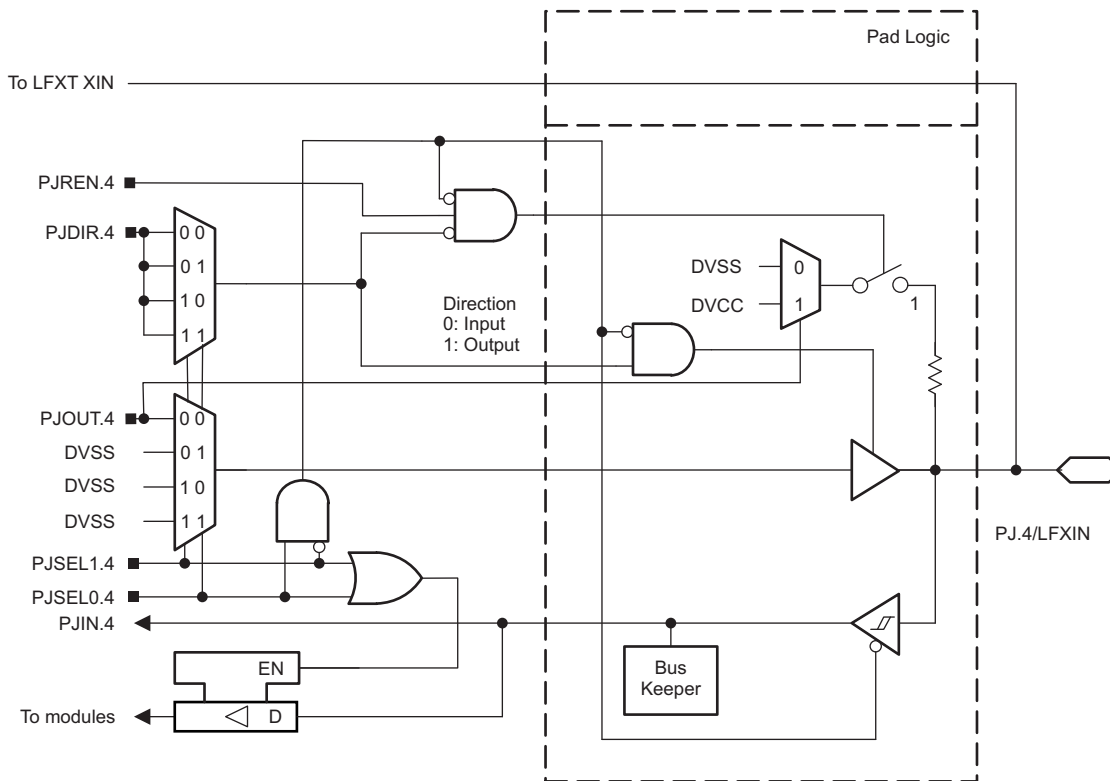 Pad Logic
To LFXT XIN
PJREN.4
PJDIR.4
0 0
0 1
1 0
1 1
Direction
0: Input
1: Output
DVSS
DVCC
0
1
1
PJOUT.4
DVSS
DVSS
DVSS
0 0
0 1
1 0
1 1
PJ.4/LFXIN
PJSEL1.4
PJSEL0.4
PJIN.4
Bus
Keeper
EN
D
To modules